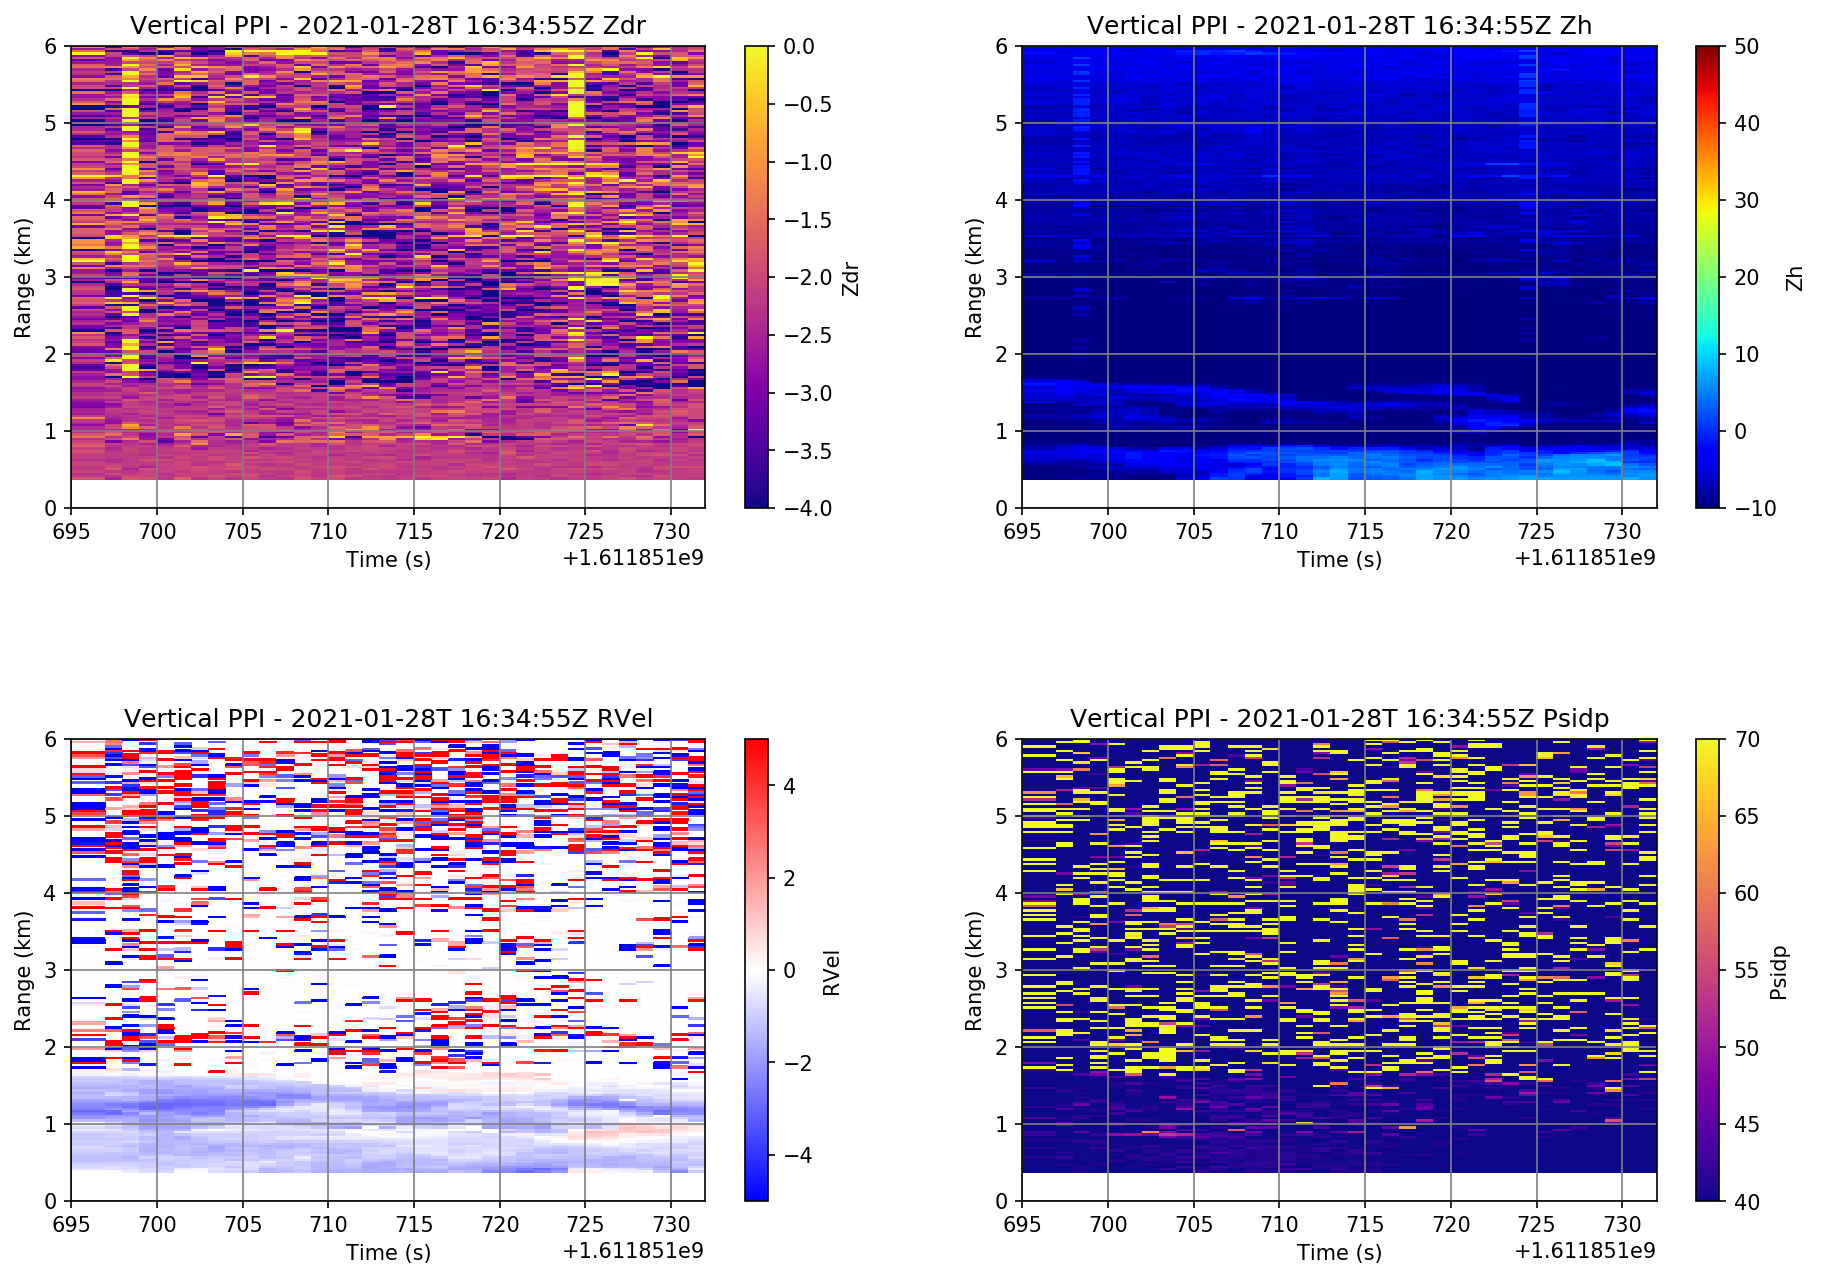 Vertical PPI - 2021-01-28T 16:34:55Z Zdr
6
5
4
3
2
1
0
Range (km)
695 700 705 710 715 720 725 730
Time (s)
+1.611851e9
0.0
−0.5
−1.0
−1.5
−2.0
−2.5
−3.0
−3.5
−4.0
Zdr
Vertical PPI - 2021-01-28T 16:34:55Z Zh
6
5
4
3
2
1
0
Range (km)
695 700 705 710 715 720 725 730
Time (s)
+1.611851e9
50
40
30
20
10
0
−10
Zh
Vertical PPI - 2021-01-28T 16:34:55Z RVel
6
5
4
3
2
1
0
Range (km)
695 700 705 710 715 720 725 730
Time (s)
+1.611851e9
4
2
0
−2
−4
RVel
Vertical PPI - 2021-01-28T 16:34:55Z Psidp
6
5
4
3
2
1
0
Range (km)
695 700 705 710 715 720 725 730
Time (s)
+1.611851e9
70
65
60
55
50
45
40
Psidp